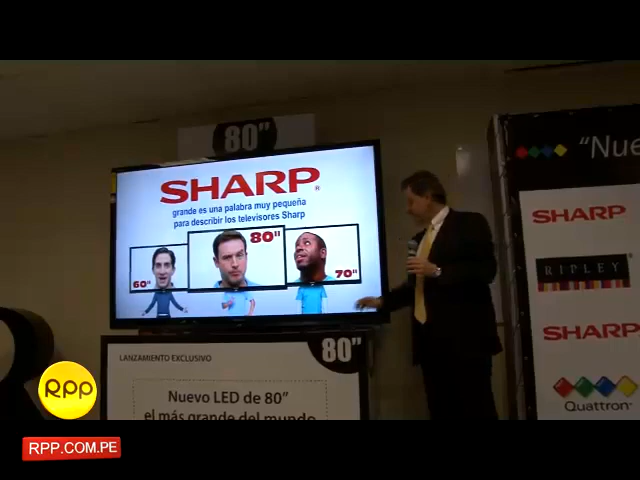 80"
SHARP®
grande es una palabra muy pequeña
para describir los televisores Sharp
60"
80"
70"
LANZAMIENTO EXCLUSIVO
80"
Nuevo LED de 80"
el más grande del mundo
"Nue
SHARP
RIPLEY
SHARP
Quattron
rpp
RPP.COM.PE